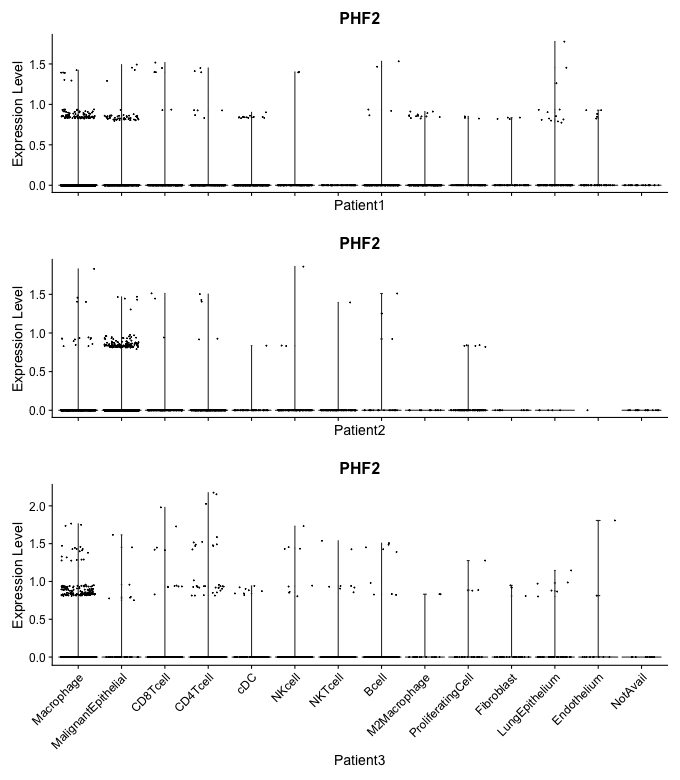 PHF2
Expression Level
1.5
1.0
0.5
0.0
Patient1
PHF2
Expression Level
1.5
1.0
0.5
0.0
Patient2
PHF2
Expression Level
2.0
1.5
1.0
0.5
0.0
Macrophage
MalignantEpithelial
CD8Tcell
CD4Tcell
cDC
NKcell
NKTcell
Bcell
M2Macrophage
ProliferatingCell
Fibroblast
LungEpithelium
Endothelium
NotAvail
Patient3